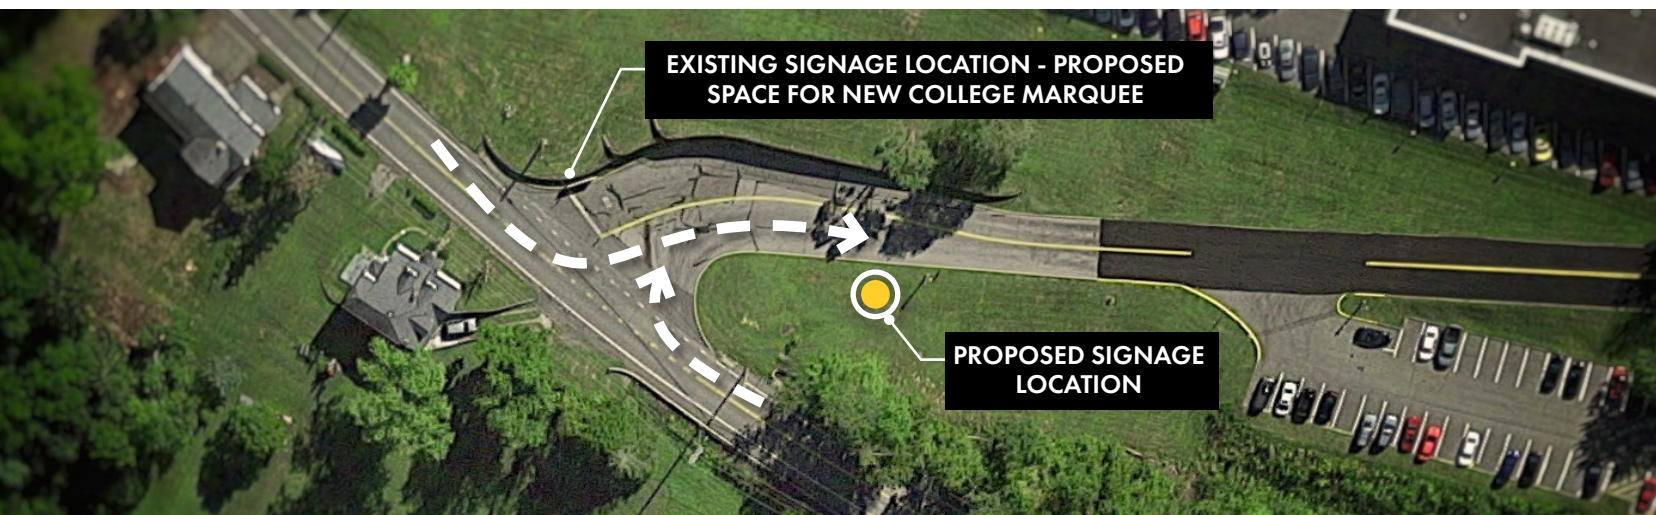 EXISTING SIGNAGE LOCATION - PROPOSED
SPACE FOR NEW COLLEGE MARQUEE
PROPOSED SIGNAGE
LOCATION